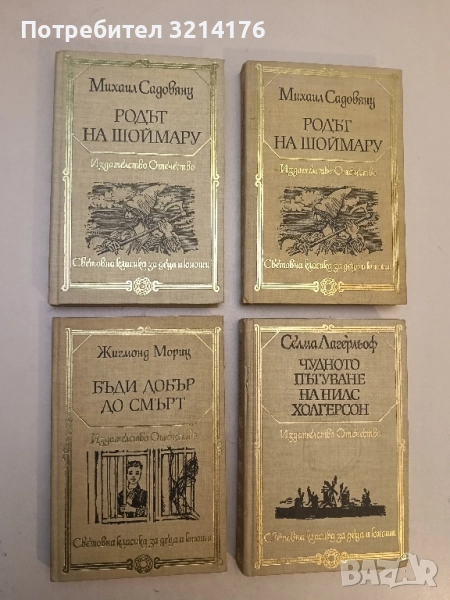 Потребител 3214176
Михаил Садовяну
РОДЪТ
НА ШОЙМАРУ
Издателство Отечество
Световна класика за деца и юноши
Михаил Садовяну
РОДЪТ
НА ШОЙМАРУ
Издателство Отечество
Световна класика за деца и юноши
Жигмонд Мориц
БЪДИ ДОБЪР
ДО СМЪРТ
Издателство Отечество
Световна класика за деца и юноши
Селма Лагерльоф
ЧУДНОТО
ПЪТУВАНЕ
НА НИЛС
ХОЛГЕРСОН
Издателство Отечество
Световна класика за деца и юноши
BAZAR